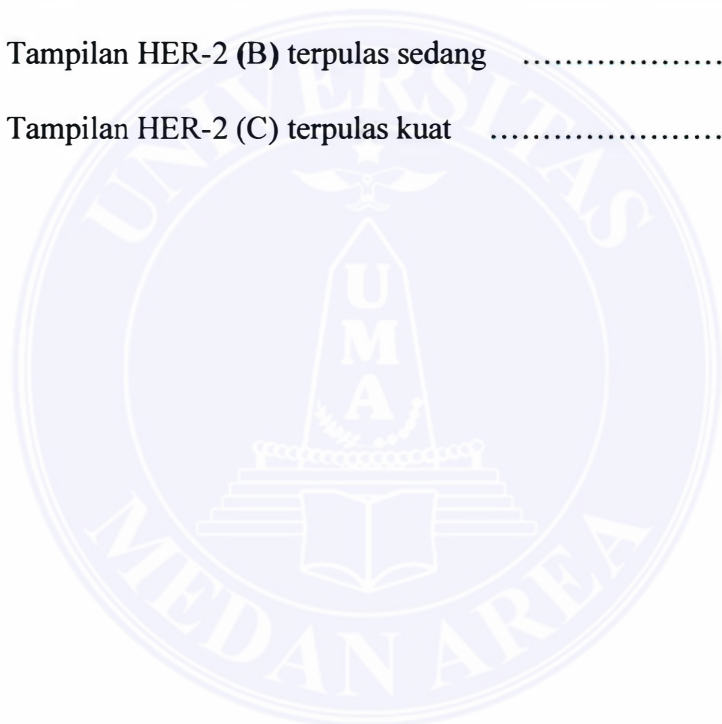 Tampilan HER-2 (B) terpulas sedang ....................
Tampilan HER-2 (C) terpulas kuat .......................
UNIVERSITAS
UMA
MEDAN AREA